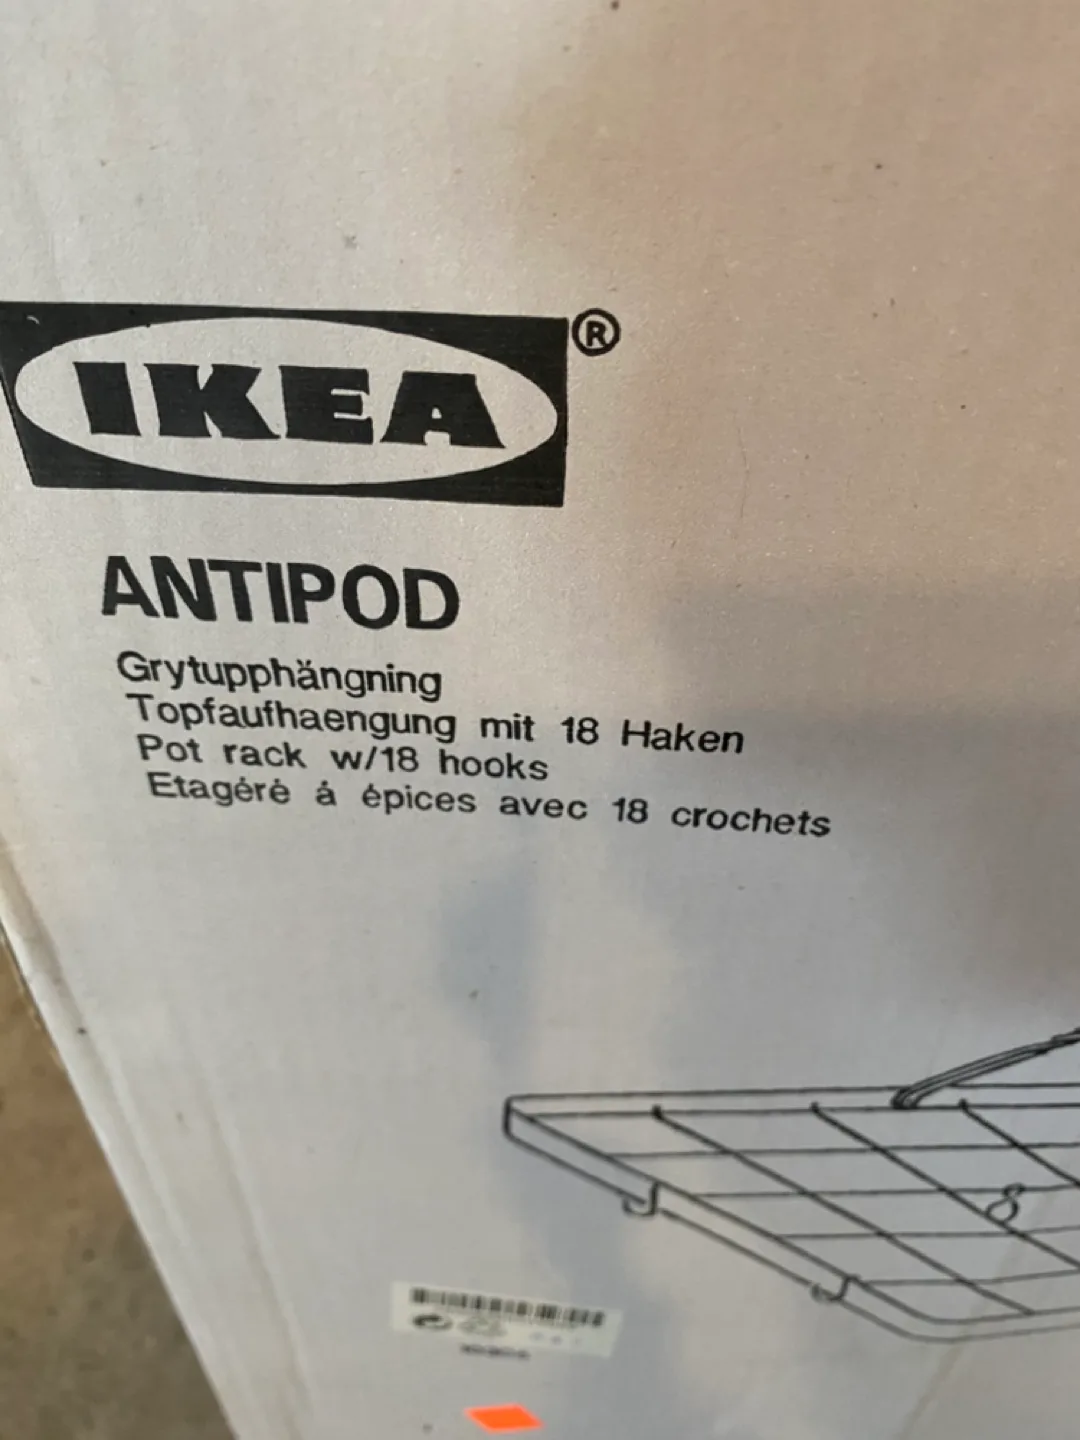 IKEA®
ANTIPOD
Grytupphängning
Topfaufhaengung mit 18 Haken
Pot rack w/18 hooks
Etagéré á épices avec 18 crochets